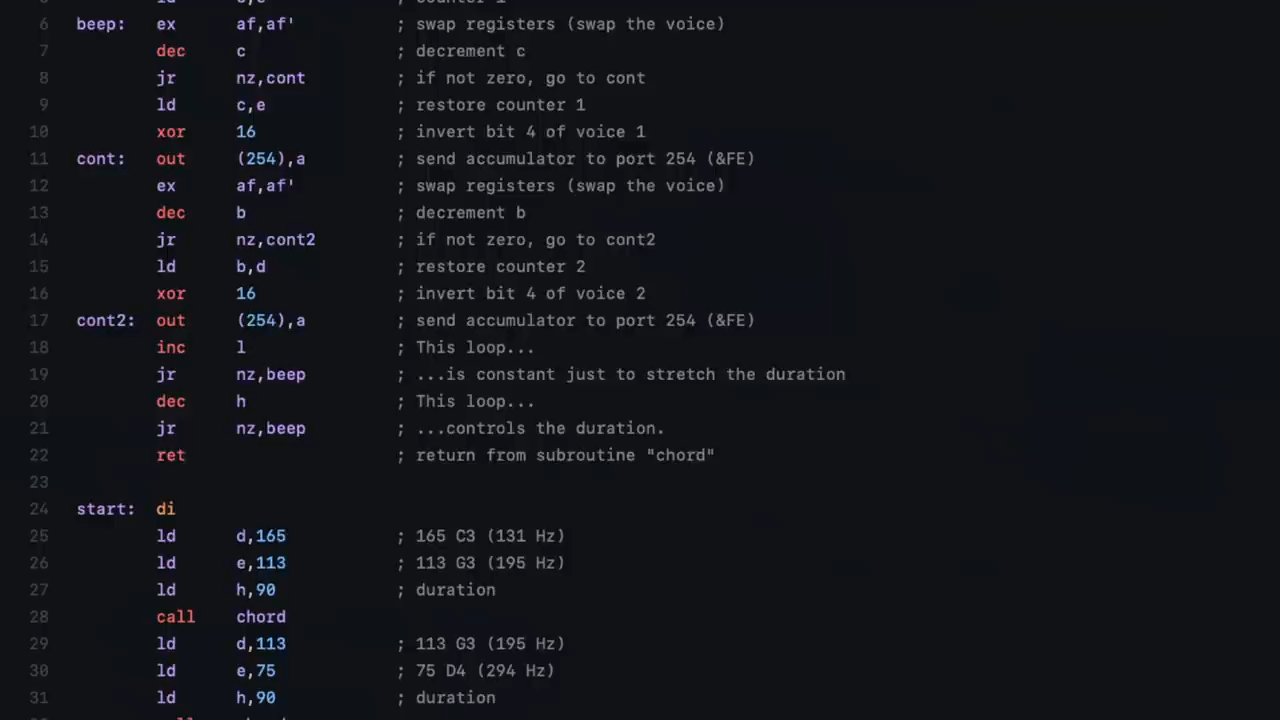 6 beep: ex af,af' ; swap registers (swap the voice)
7 dec c ; decrement c
8 jr nz,cont ; if not zero, go to cont
9 ld c,e ; restore counter 1
10 xor 16 ; invert bit 4 of voice 1
11 cont: out (254),a ; send accumulator to port 254 (&FE)
12 ex af,af' ; swap registers (swap the voice)
13 dec b ; decrement b
14 jr nz,cont2 ; if not zero, go to cont2
15 ld b,d ; restore counter 2
16 xor 16 ; invert bit 4 of voice 2
17 cont2: out (254),a ; send accumulator to port 254 (&FE)
18 inc l ; This loop...
19 jr nz,beep ; ...is constant just to stretch the duration
20 dec h ; This loop...
21 jr nz,beep ; ...controls the duration.
22 ret ; return from subroutine "chord"
23
24 start: di
25 ld d,165 ; 165 C3 (131 Hz)
26 ld e,113 ; 113 G3 (195 Hz)
27 ld h,90 ; duration
28 call chord
29 ld d,113 ; 113 G3 (195 Hz)
30 ld e,75 ; 75 D4 (294 Hz)
31 ld h,90 ; duration